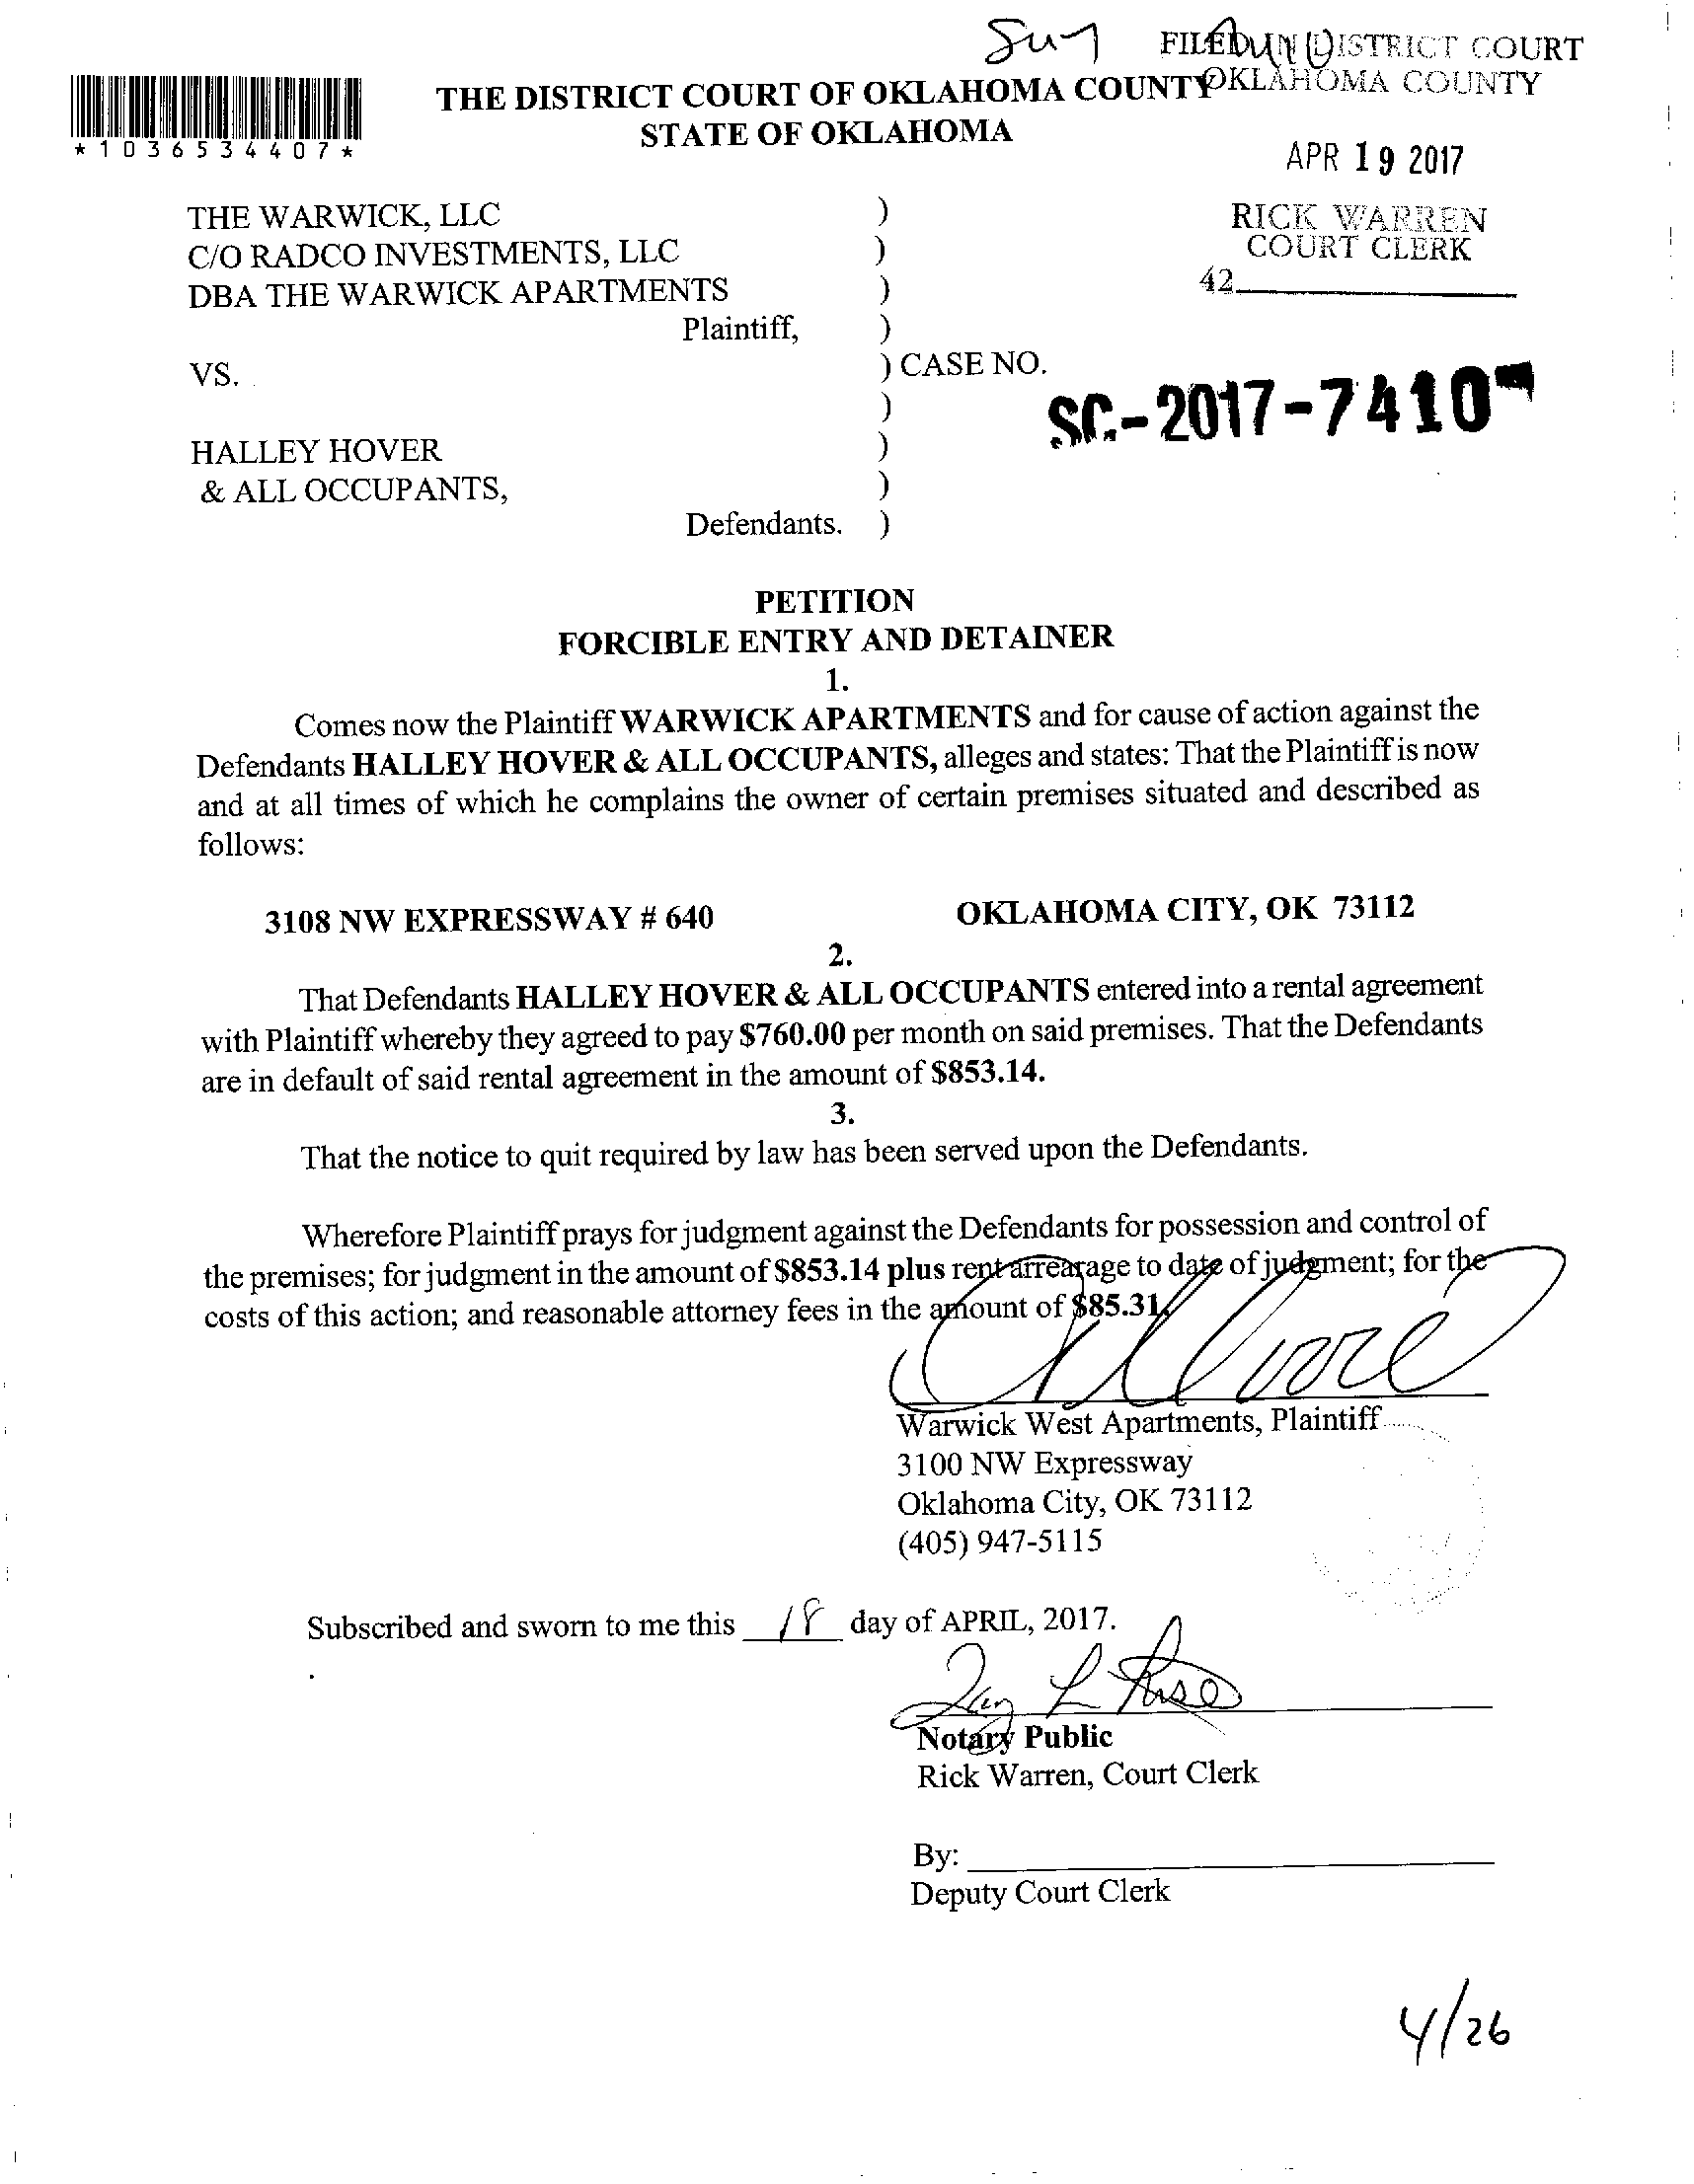 FILED IN DISTRICT COURT
OKLAHOMA COUNTY
THE DISTRICT COURT OF OKLAHOMA COUNTY
STATE OF OKLAHOMA
*1036534407*
APR 19 2017
RICK WARREN
COURT CLERK
42
THE WARWICK, LLC )
C/O RADCO INVESTMENTS, LLC )
DBA THE WARWICK APARTMENTS )
Plaintiff, )
VS. ) CASE NO.
) SC-2017-7410
HALLEY HOVER )
& ALL OCCUPANTS, )
Defendants. )
PETITION
FORCIBLE ENTRY AND DETAINER
1.
Comes now the Plaintiff WARWICK APARTMENTS and for cause of action against the
Defendants HALLEY HOVER & ALL OCCUPANTS, alleges and states: That the Plaintiff is now
and at all times of which he complains the owner of certain premises situated and described as
follows:
3108 NW EXPRESSWAY # 640 OKLAHOMA CITY, OK 73112
2.
That Defendants HALLEY HOVER & ALL OCCUPANTS entered into a rental agreement
with Plaintiff whereby they agreed to pay $760.00 per month on said premises. That the Defendants
are in default of said rental agreement in the amount of $853.14.
3.
That the notice to quit required by law has been served upon the Defendants.
Wherefore Plaintiff prays for judgment against the Defendants for possession and control of
the premises; for judgment in the amount of $853.14 plus rent arrearage to date of judgment; for the
costs of this action; and reasonable attorney fees in the amount of $85.31.
Warwick West Apartments, Plaintiff
3100 NW Expressway
Oklahoma City, OK 73112
(405) 947-5115
Subscribed and sworn to me this 18 day of APRIL, 2017.
Notary Public
Rick Warren, Court Clerk
By:
Deputy Court Clerk
4/26